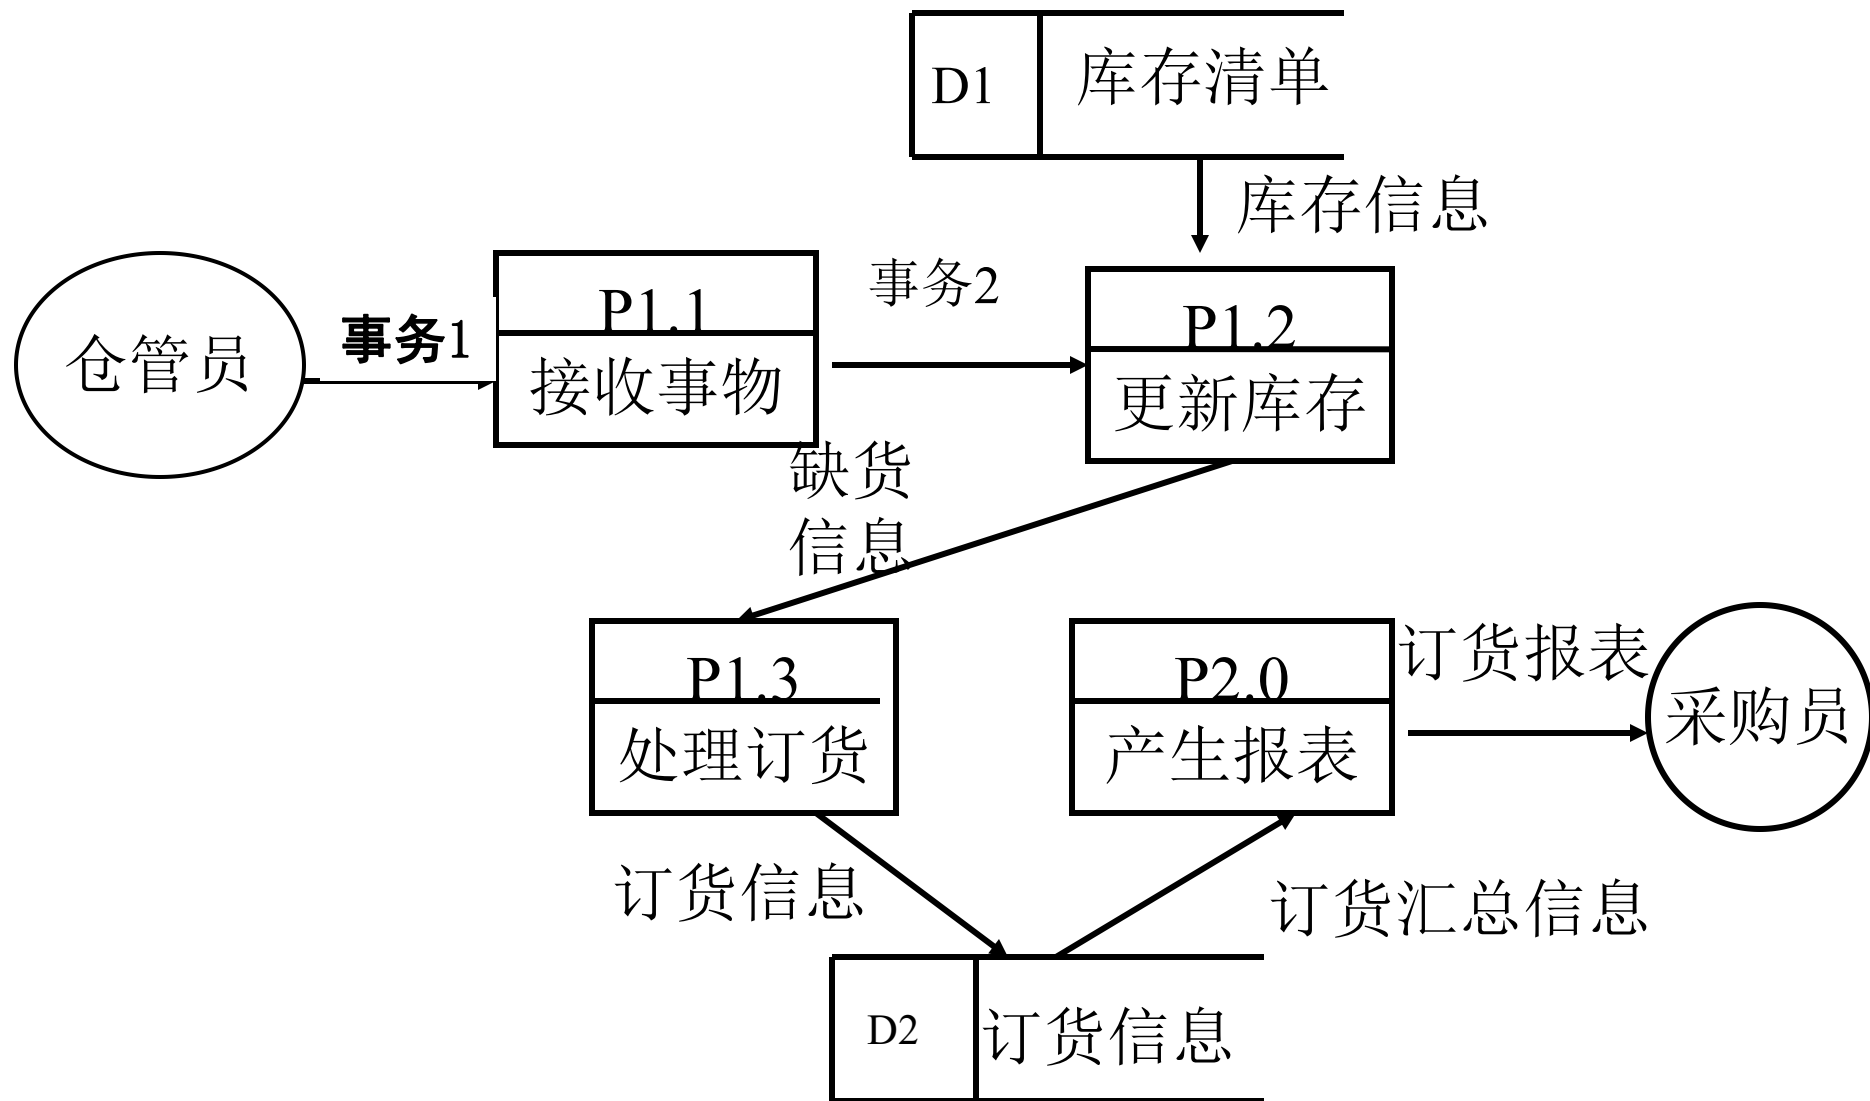 D1
库存清单
库存信息
仓管员
事务1
P1.1
接收事物
事务2
P1.2
更新库存
缺货
信息
P1.3
处理订货
P2.0
产生报表
订货报表
采购员
订货信息
订货汇总信息
D2
订货信息